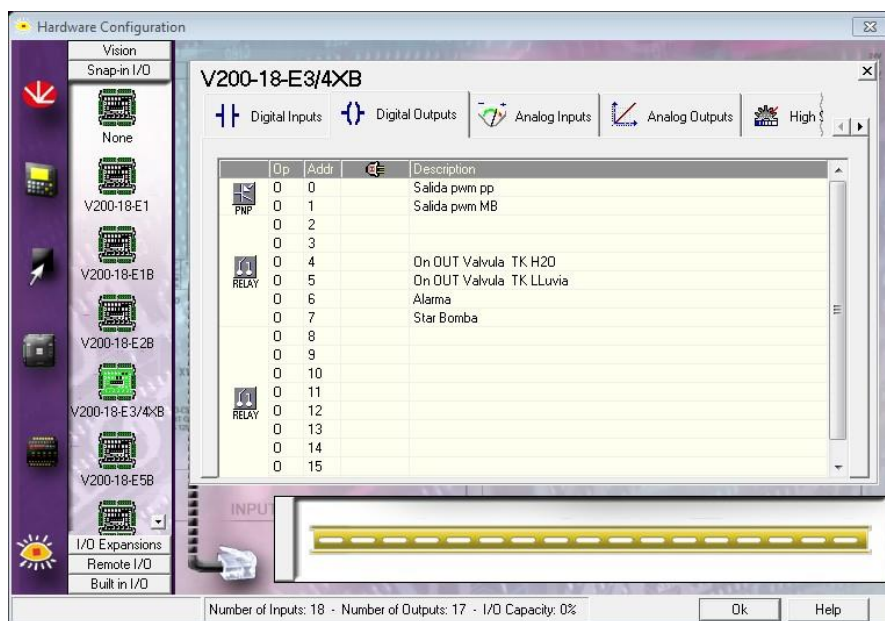 Hardware Configuration
Vision
Snap-in I/O
None
V200-18-E1
V200-18-E1B
V200-18-E2B
V200-18-E3/4XB
V200-18-E5B
I/O Expansions
Remote I/O
Built in I/O
V200-18-E3/4XB
Digital Inputs Digital Outputs Analog Inputs Analog Outputs High S
Op Addr Description
PNP
O 0 Salida pwm pp
O 1 Salida pwm MB
O 2
O 3
RELAY
O 4 On OUT Valvula TK H20
O 5 On OUT Valvula TK LLuvia
O 6 Alarma
O 7 Star Bomba
O 8
O 9
O 10
RELAY
O 11
O 12
O 13
O 14
O 15
INPUT
Number of Inputs: 18 - Number of Outputs: 17 - I/O Capacity: 0%
Ok
Help